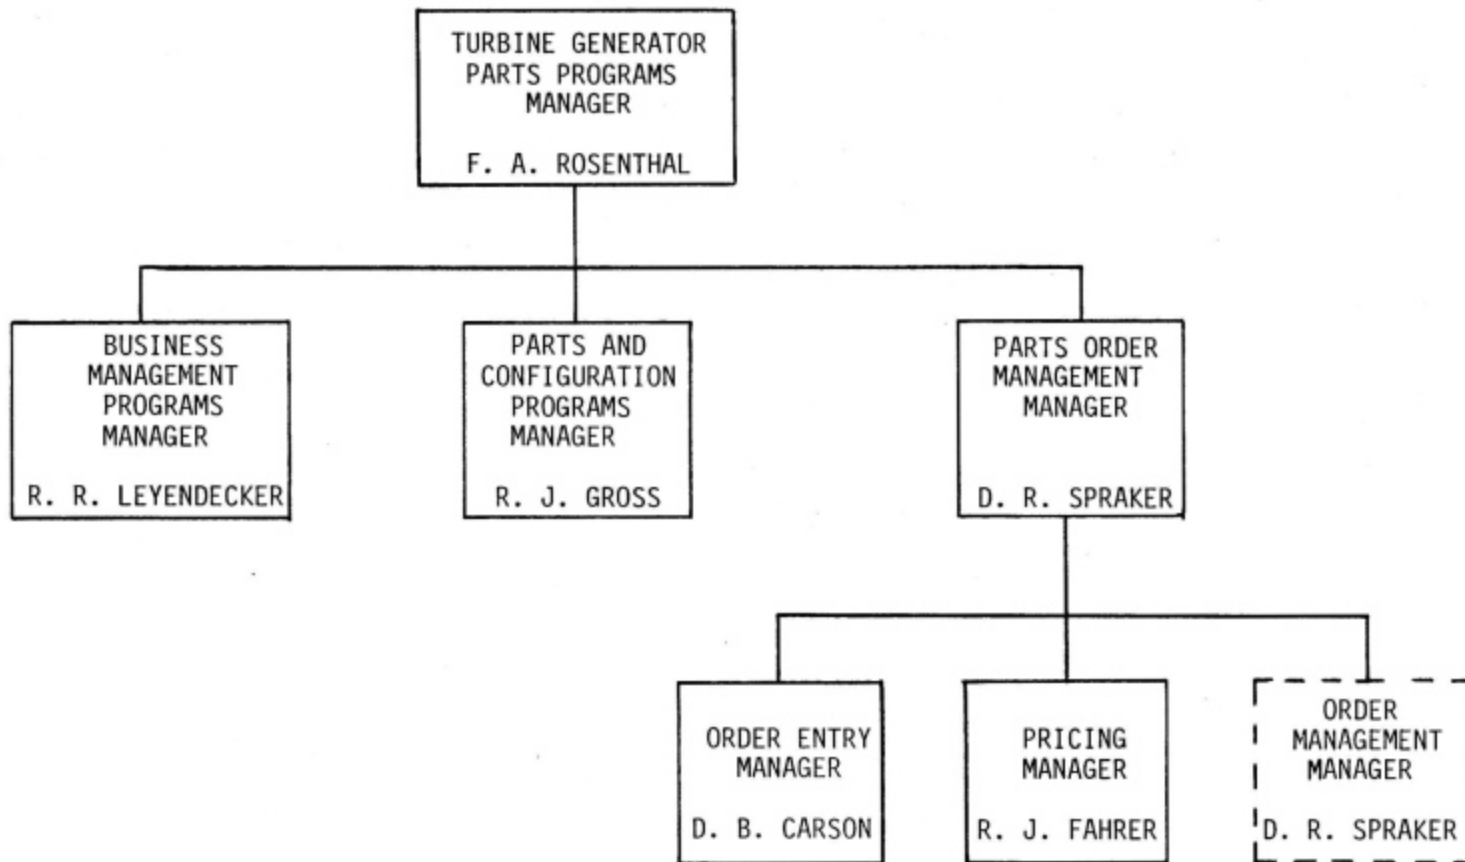 TURBINE GENERATOR
PARTS PROGRAMS
MANAGER
F. A. ROSENTHAL
BUSINESS
MANAGEMENT
PROGRAMS
MANAGER
R. R. LEYENDECKER
PARTS AND
CONFIGURATION
PROGRAMS
MANAGER
R. J. GROSS
PARTS ORDER
MANAGEMENT
MANAGER
D. R. SPRAKER
ORDER ENTRY
MANAGER
D. B. CARSON
PRICING
MANAGER
R. J. FAHRER
ORDER
MANAGEMENT
MANAGER
D. R. SPRAKER